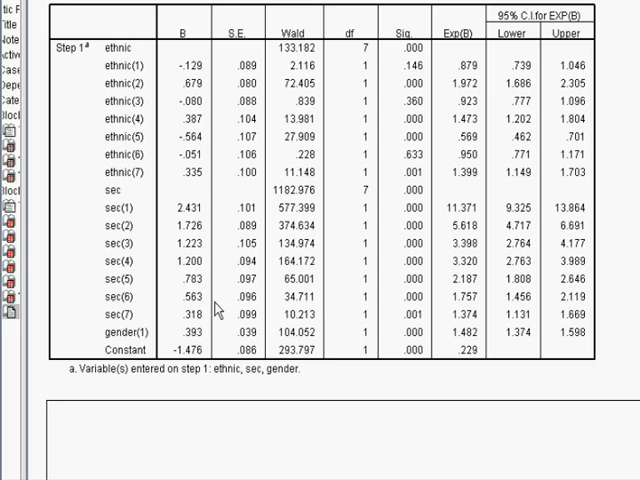 tic F
Title
Note
Activ
Case
Depe
Cate
Block
Block
95% C.I.for EXP(B)
B S.E. Wald df Sig. Exp(B) Lower Upper
Step 1a ethnic 133.182 7 .000
ethnic(1) -.129 .089 2.116 1 .146 .879 .739 1.046
ethnic(2) .679 .080 72.405 1 .000 1.972 1.686 2.305
ethnic(3) -.080 .088 .839 1 .360 .923 .777 1.096
ethnic(4) .387 .104 13.981 1 .000 1.473 1.202 1.804
ethnic(5) -.564 .107 27.909 1 .000 .569 .462 .701
ethnic(6) -.051 .106 .228 1 .633 .950 .771 1.171
ethnic(7) .335 .100 11.148 1 .001 1.399 1.149 1.703
sec 1182.976 7 .000
sec(1) 2.431 .101 577.399 1 .000 11.371 9.325 13.864
sec(2) 1.726 .089 374.634 1 .000 5.618 4.717 6.691
sec(3) 1.223 .105 134.974 1 .000 3.398 2.764 4.177
sec(4) 1.200 .094 164.172 1 .000 3.320 2.763 3.989
sec(5) .783 .097 65.001 1 .000 2.187 1.808 2.646
sec(6) .563 .096 34.711 1 .000 1.757 1.456 2.119
sec(7) .318 .099 10.213 1 .001 1.374 1.131 1.669
gender(1) .393 .039 104.052 1 .000 1.482 1.374 1.598
Constant -1.476 .086 293.797 1 .000 .229
a. Variable(s) entered on step 1: ethnic, sec, gender.